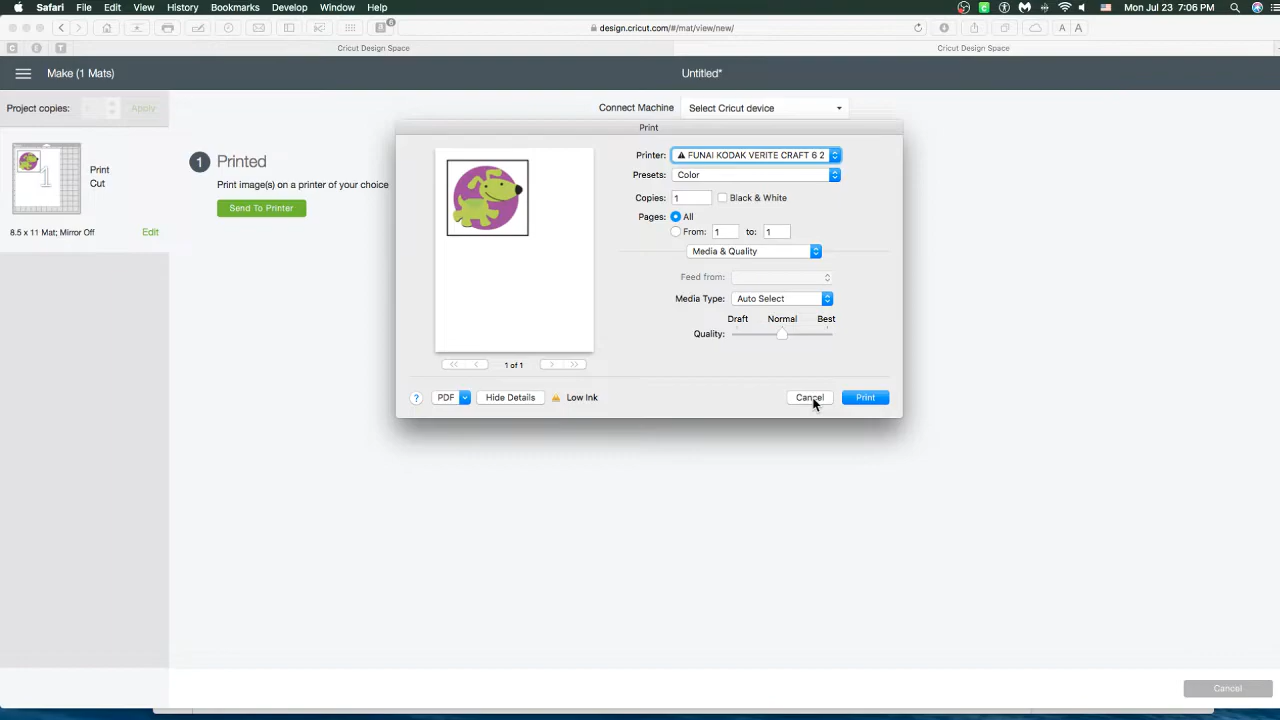 Safari File Edit View History Bookmarks Develop Window Help
Mon Jul 23 7:06 PM
8
design.cricut.com/#/mat/view/new/
A A
C T
Cricut Design Space
Cricut Design Space
Make (1 Mats)
Untitled*
Project copies:
Apply
Connect Machine
Select Cricut device
1
Print
Cut
8.5 x 11 Mat; Mirror Off
Edit
1
Printed
Print image(s) on a printer of your choice
Send To Printer
Print
Printer: FUNAI KODAK VERITE CRAFT 6 2
Presets: Color
Copies: 1 Black & White
Pages: All
From: 1 to: 1
Media & Quality
Feed from:
Media Type: Auto Select
Draft Normal Best
Quality:
1 of 1
? PDF Hide Details Low Ink Cancel Print
Cancel